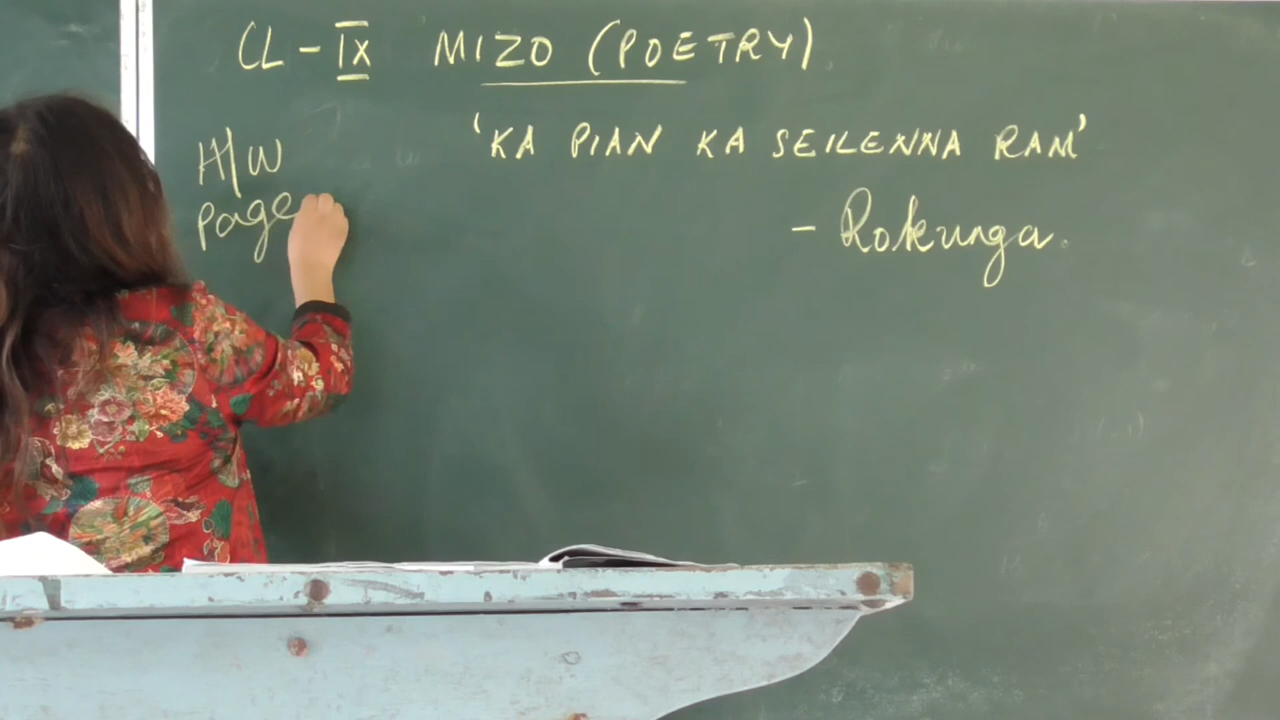 CL - IX MIZO (POETRY)
'KA PIAN KA SEILENNA RAM'
- Rokunga.
H/W
Page